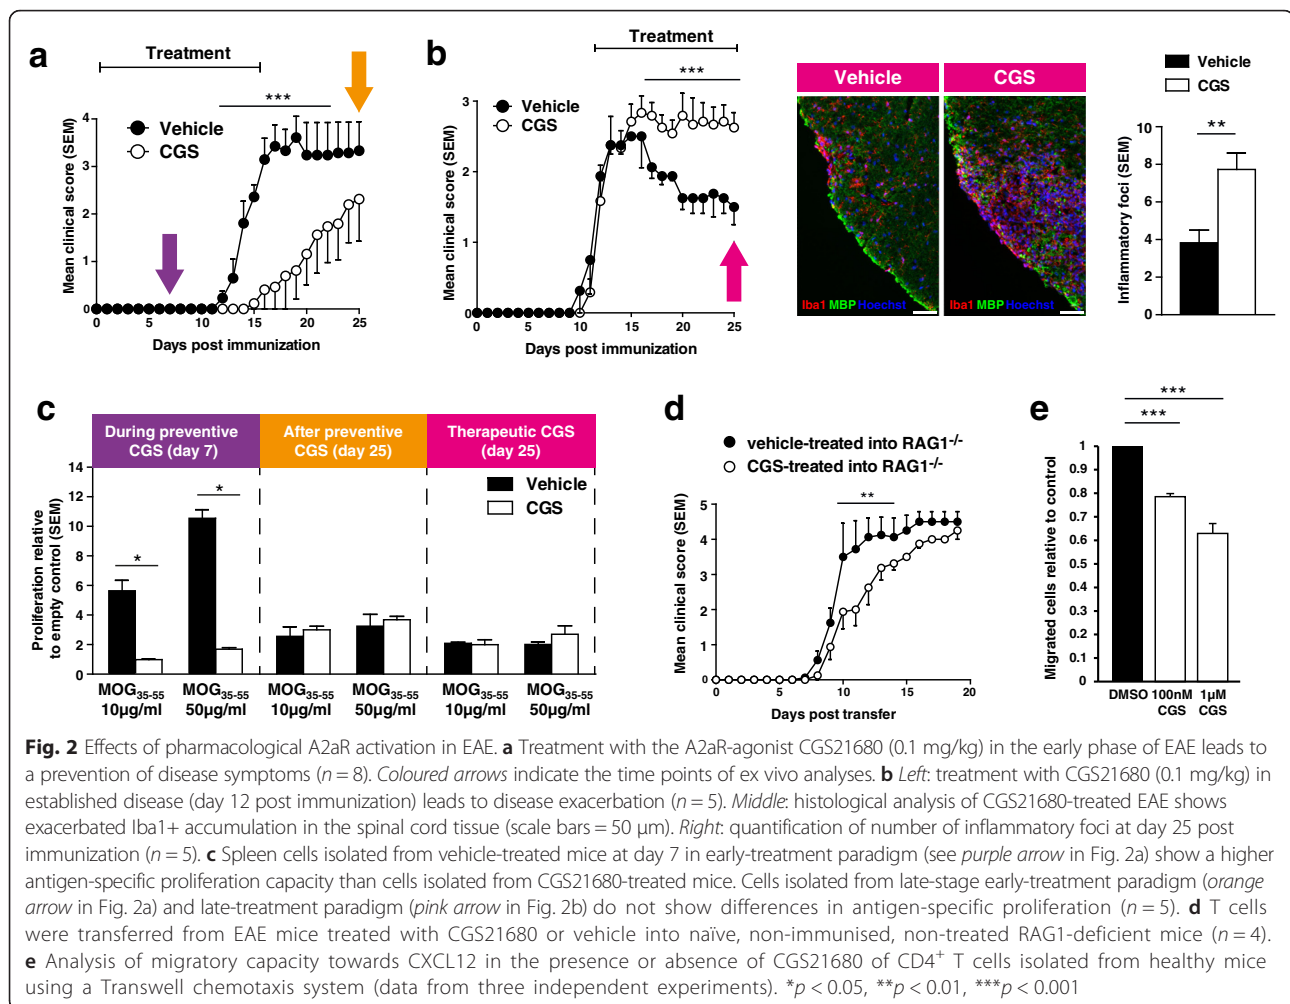 a
Treatment
***
Vehicle
CGS
Mean clinical score (SEM)
4
3
2
1
0
0 5 10 15 20 25
Days post immunization
b
Treatment
***
Vehicle
CGS
Mean clinical score (SEM)
3
2
1
0
0 5 10 15 20 25
Days post immunization
Vehicle
CGS
Iba1 MBP Hoechst
Iba1 MBP Hoechst
Vehicle
CGS
**
Inflammatory foci (SEM)
10
8
6
4
2
0
c
During preventive
CGS (day 7)
After preventive
CGS (day 25)
Therapeutic CGS
(day 25)
Vehicle
CGS
*
*
Proliferation relative
to empty control (SEM)
14
12
10
8
6
4
2
0
MOG35-55
10µg/ml
MOG35-55
50µg/ml
MOG35-55
10µg/ml
MOG35-55
50µg/ml
MOG35-55
10µg/ml
MOG35-55
50µg/ml
d
vehicle-treated into RAG1-/-
CGS-treated into RAG1-/-
**
Mean clinical score (SEM)
5
4
3
2
1
0
0 5 10 15 20
Days post transfer
e
***
***
Migrated cells relative to control
1
0.9
0.8
0.7
0.6
0.5
0.4
0.3
0.2
0.1
0
DMSO 100nM 1µM
CGS CGS
Fig. 2 Effects of pharmacological A2aR activation in EAE. a Treatment with the A2aR-agonist CGS21680 (0.1 mg/kg) in the early phase of EAE leads to
a prevention of disease symptoms (n = 8). Coloured arrows indicate the time points of ex vivo analyses. b Left: treatment with CGS21680 (0.1 mg/kg) in
established disease (day 12 post immunization) leads to disease exacerbation (n = 5). Middle: histological analysis of CGS21680-treated EAE shows
exacerbated Iba1+ accumulation in the spinal cord tissue (scale bars = 50 µm). Right: quantification of number of inflammatory foci at day 25 post
immunization (n = 5). c Spleen cells isolated from vehicle-treated mice at day 7 in early-treatment paradigm (see purple arrow in Fig. 2a) show a higher
antigen-specific proliferation capacity than cells isolated from CGS21680-treated mice. Cells isolated from late-stage early-treatment paradigm (orange
arrow in Fig. 2a) and late-treatment paradigm (pink arrow in Fig. 2b) do not show differences in antigen-specific proliferation (n = 5). d T cells
were transferred from EAE mice treated with CGS21680 or vehicle into naïve, non-immunised, non-treated RAG1-deficient mice (n = 4).
e Analysis of migratory capacity towards CXCL12 in the presence or absence of CGS21680 of CD4+ T cells isolated from healthy mice
using a Transwell chemotaxis system (data from three independent experiments). *p < 0.05, **p < 0.01, ***p < 0.001